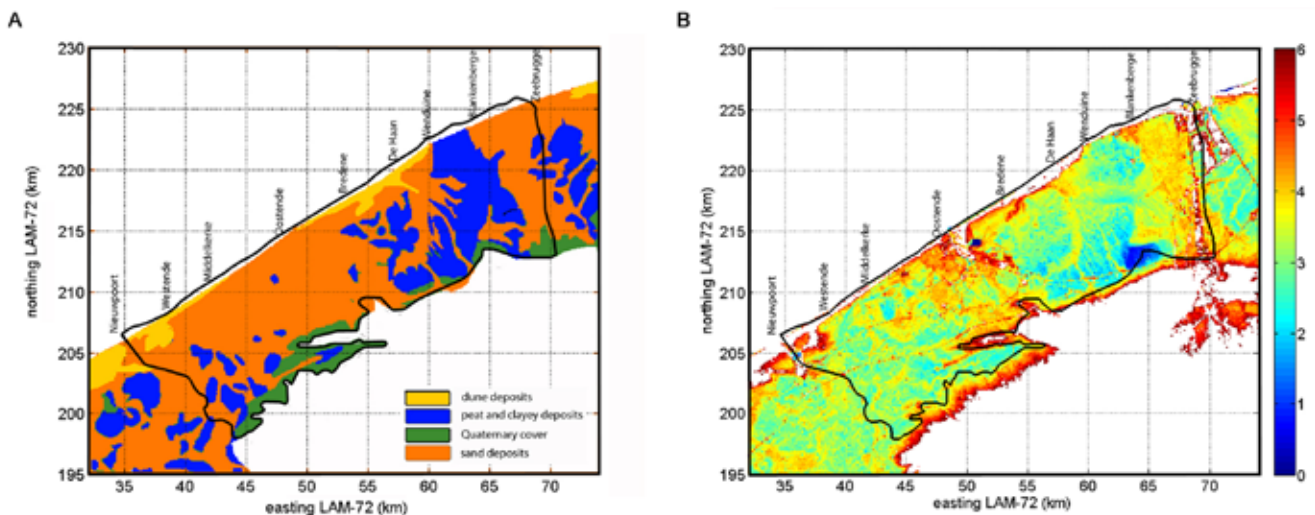 A
B
230
225
220
215
210
205
200
195
northing LAM-72 (km)
Nieuwpoort
Westende
Middelkerke
Oostende
Bredene
De Haan
Wenduine
Blankenberge
Zeebrugge
dune deposits
peat and clayey deposits
Quaternary cover
sand deposits
35 40 45 50 55 60 65 70
easting LAM-72 (km)
230
225
220
215
210
205
200
195
northing LAM-72 (km)
Nieuwpoort
Westende
Middelkerke
Oostende
Bredene
De Haan
Wenduine
Blankenberge
Zeebrugge
35 40 45 50 55 60 65 70
easting LAM-72 (km)
6
5
4
3
2
1
0